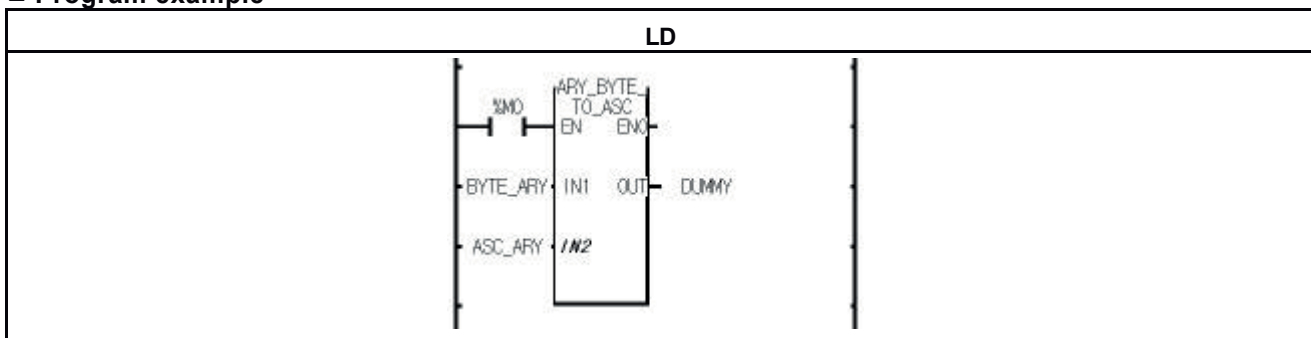 ■ Program example
LD
ARY_BYTE_
%M0 TO_ASC
EN ENO
BYTE_ARY IN1 OUT DUMMY
ASC_ARY IN2